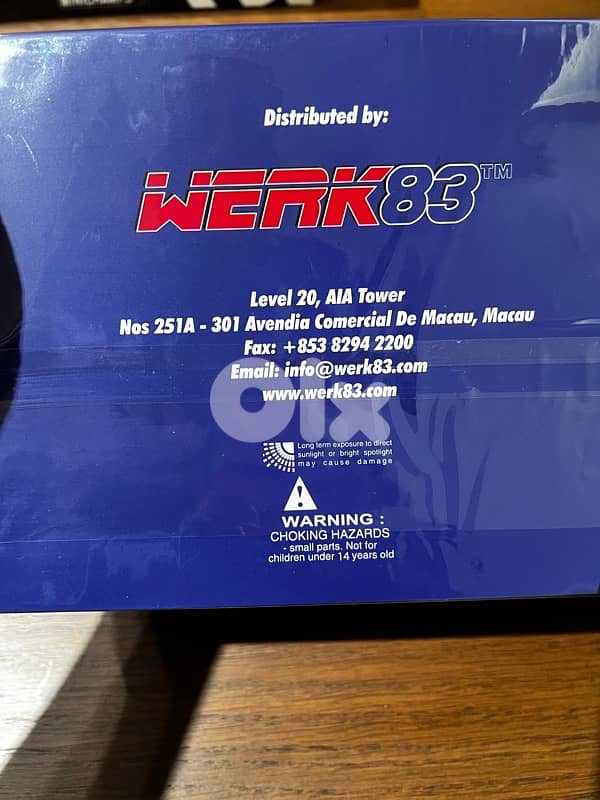 Distributed by:
WERK83™
Level 20, AIA Tower
Nos 251A - 301 Avendia Comercial De Macau, Macau
Fax: +853 8294 2200
Email: info@werk83.com
www.werk83.com
olx
Long term exposure to direct
sunlight or bright spotlight
may cause damage
WARNING :
CHOKING HAZARDS
- small parts. Not for
children under 14 years old